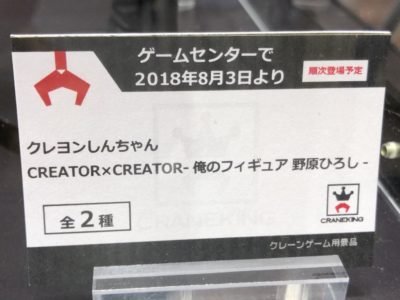 ゲームセンターで
2018年8月3日より
順次登場予定
クレヨンしんちゃん
CREATOR×CREATOR- 俺のフィギュア 野原ひろし -
全2種
CRANEKING
クレーンゲーム用景品